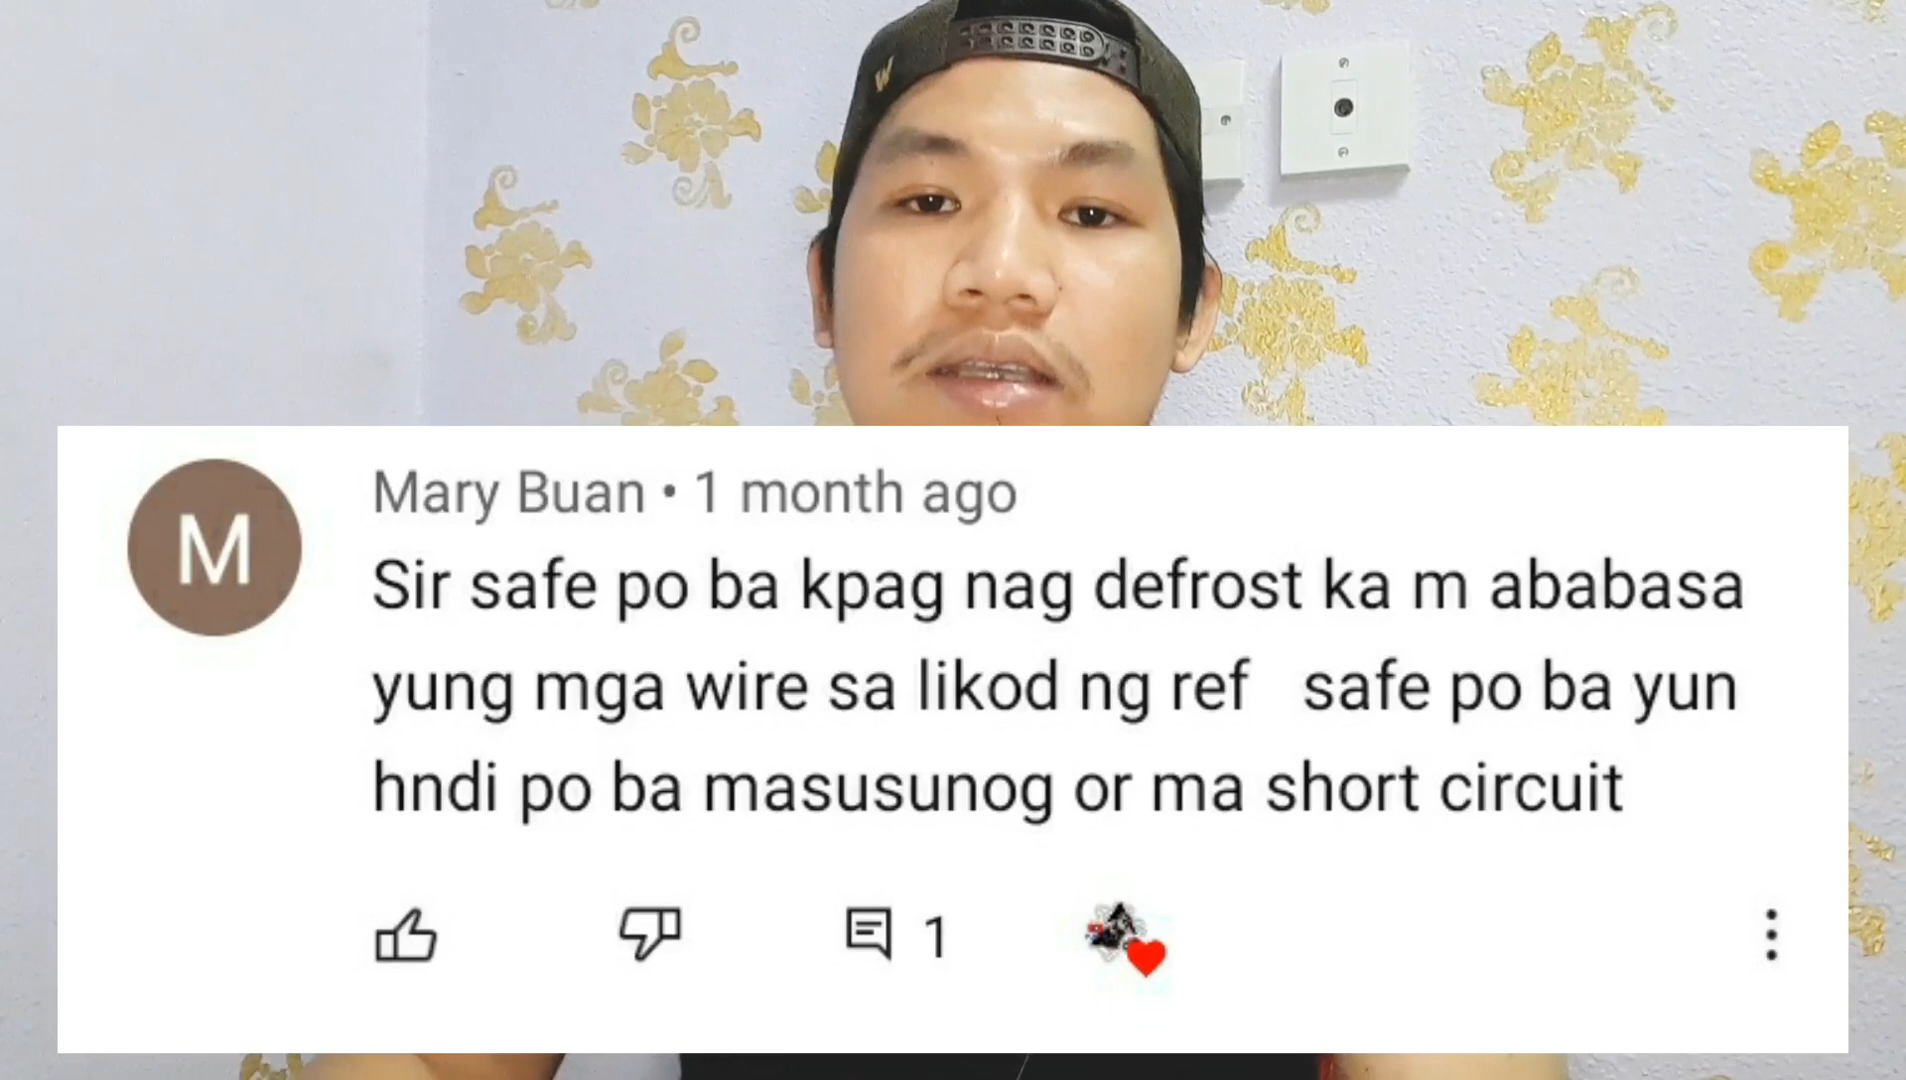 W
M
Mary Buan • 1 month ago
Sir safe po ba kpag nag defrost ka m ababasa
yung mga wire sa likod ng ref safe po ba yun
hndi po ba masusunog or ma short circuit
1